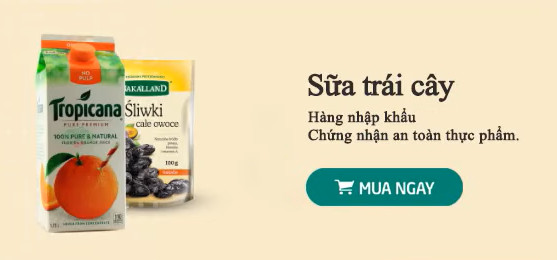 NO PULP
Tropicana
PURE PREMIUM
100% PURE & NATURAL
BAKALLAND
Śliwki
całe owoce
100 g
Sữa trái cây
Hàng nhập khẩu
Chứng nhận an toàn thực phẩm.
MUA NGAY